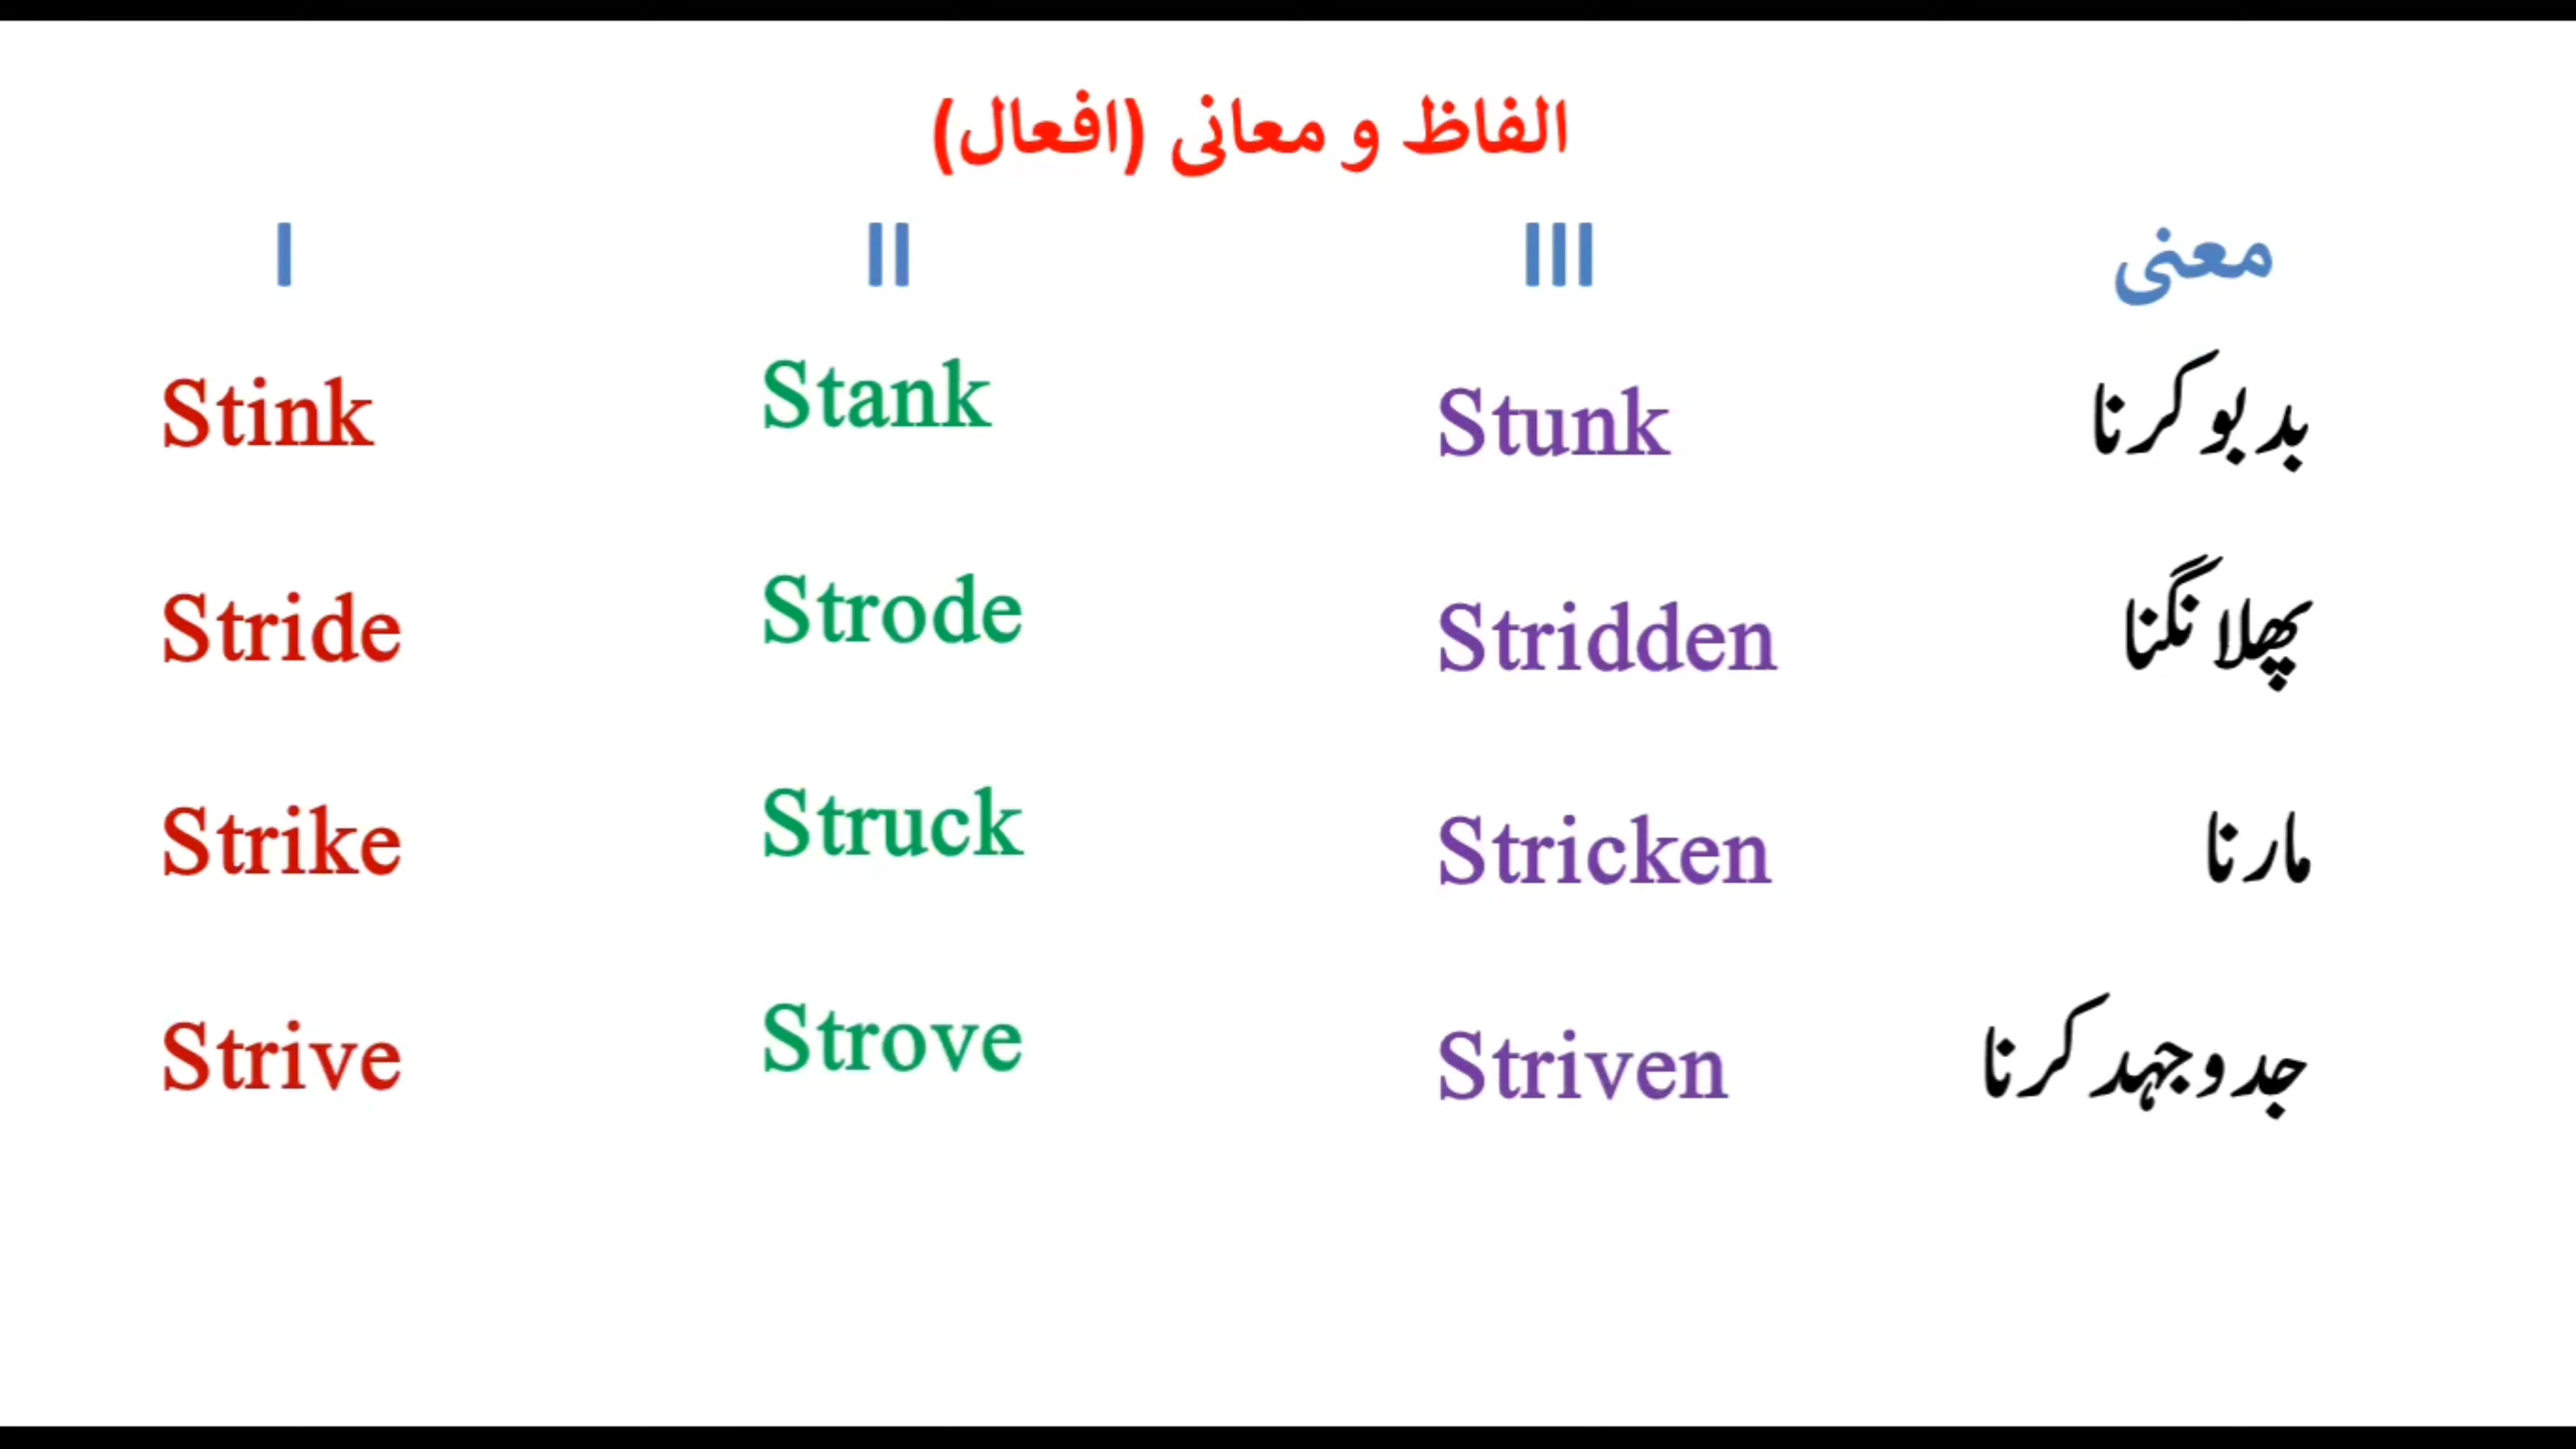 الفاظ و معانی (افعال)
I II III معنی
Stink Stank Stunk بدبو کرنا
Stride Strode Stridden پھلانگنا
Strike Struck Stricken مارنا
Strive Strove Striven جدوجہد کرنا